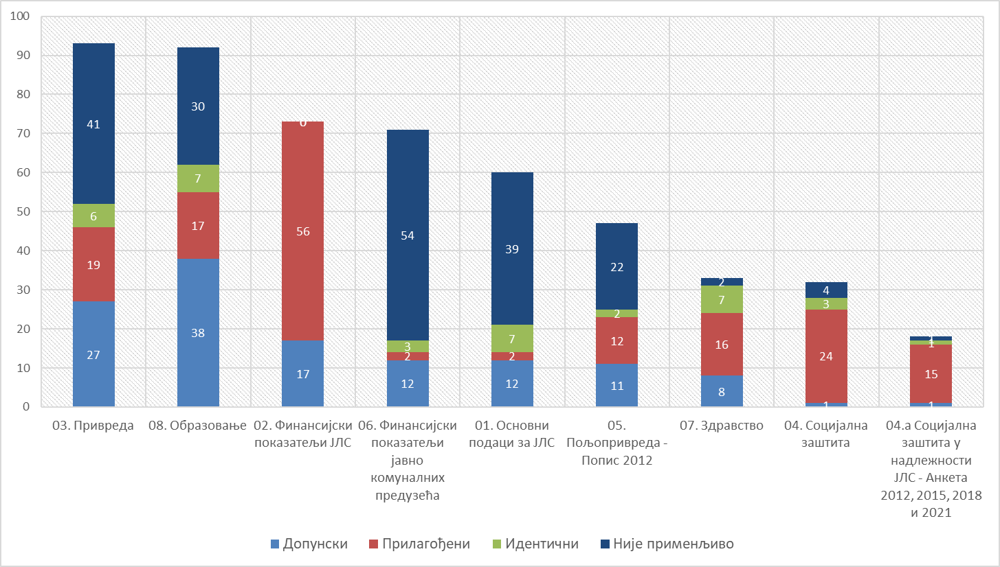 100
90
80
70
60
50
40
30
20
10
0
27
19
6
41
38
17
7
30
17
56
0
12
2
3
54
12
2
7
39
11
12
2
22
8
16
7
2
1
24
3
4
1
15
1
1
03. Привреда
08. Образовање
02. Финансијски
показатељи ЈЛС
06. Финансијски
показатељи
јавно
комуналних
предузећа
01. Основни
подаци за ЈЛС
05.
Пољопривреда -
Попис 2012
07. Здравство
04. Социјална
заштита
04.а Социјална
заштита у
надлежности
ЈЛС - Анкета
2012, 2015, 2018
и 2021
Допунски
Прилагођени
Идентични
Није применљиво